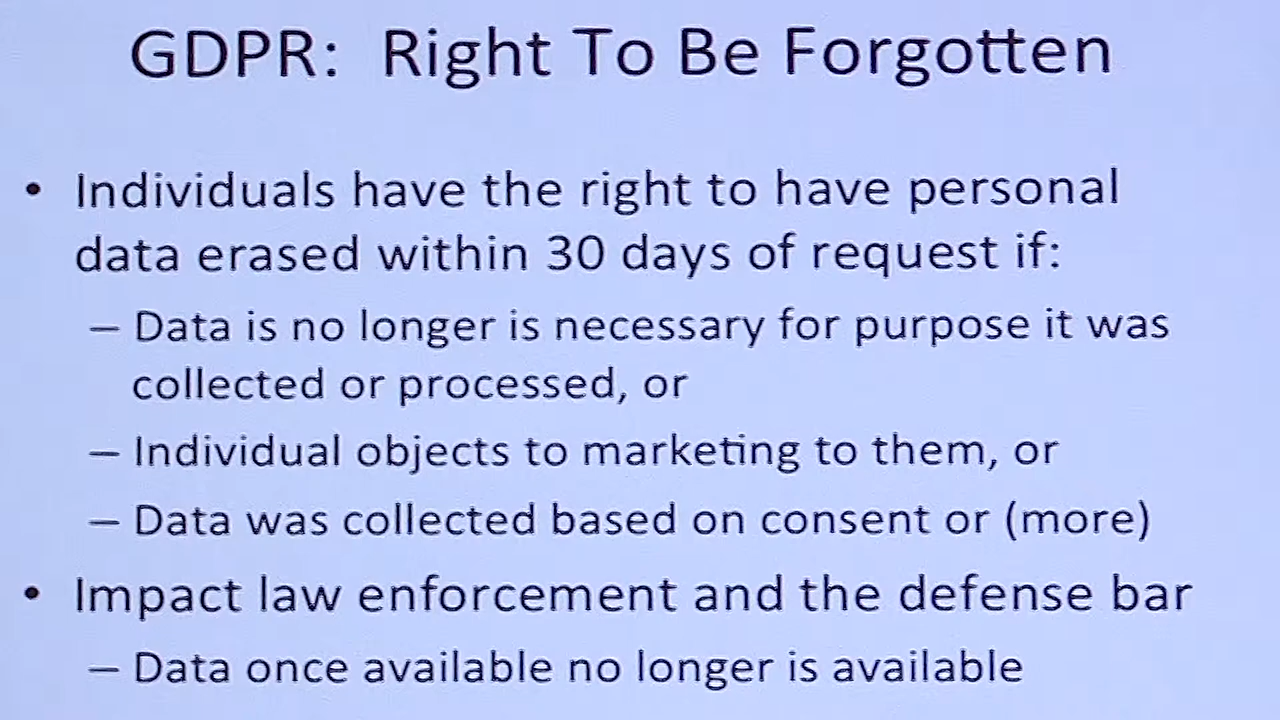 GDPR: Right To Be Forgotten
• Individuals have the right to have personal
data erased within 30 days of request if:
– Data is no longer is necessary for purpose it was
collected or processed, or
– Individual objects to marketing to them, or
– Data was collected based on consent or (more)
• Impact law enforcement and the defense bar
– Data once available no longer is available